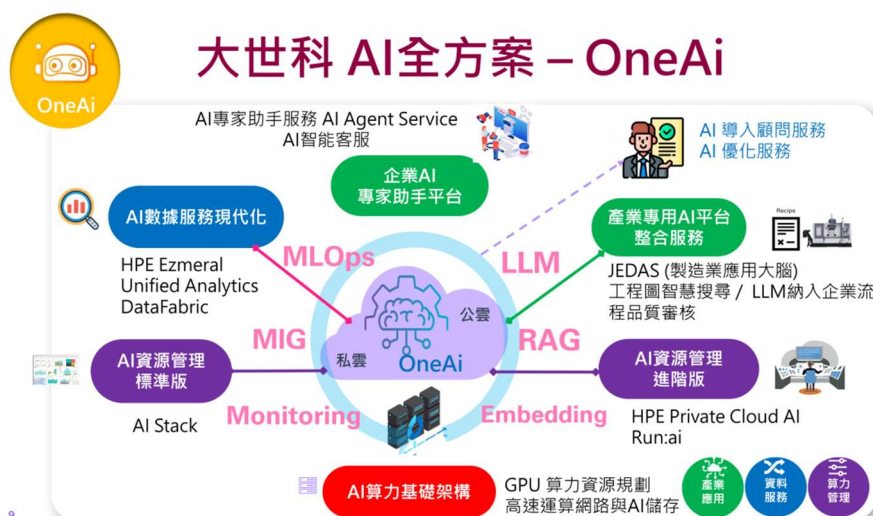 大世科 AI全方案 – OneAi
OneAi
AI專家助手服務 AI Agent Service
AI智能客服
企業AI
專家助手平台
AI 導入顧問服務
AI 優化服務
AI數據服務現代化
HPE Ezmeral
Unified Analytics
DataFabric
MLOps
LLM
產業專用AI平台
整合服務
Recipe
JEDAS (製造業應用大腦)
工程圖智慧搜尋 / LLM納入企業流
程品質審核
MIG
RAG
公雲
私雲
OneAi
AI資源管理
標準版
AI Stack
AI資源管理
進階版
HPE Private Cloud AI
Run:ai
Monitoring
Embedding
AI算力基礎架構
GPU 算力資源規劃
高速運算網路與AI儲存
產業
應用
資料
服務
算力
管理
9